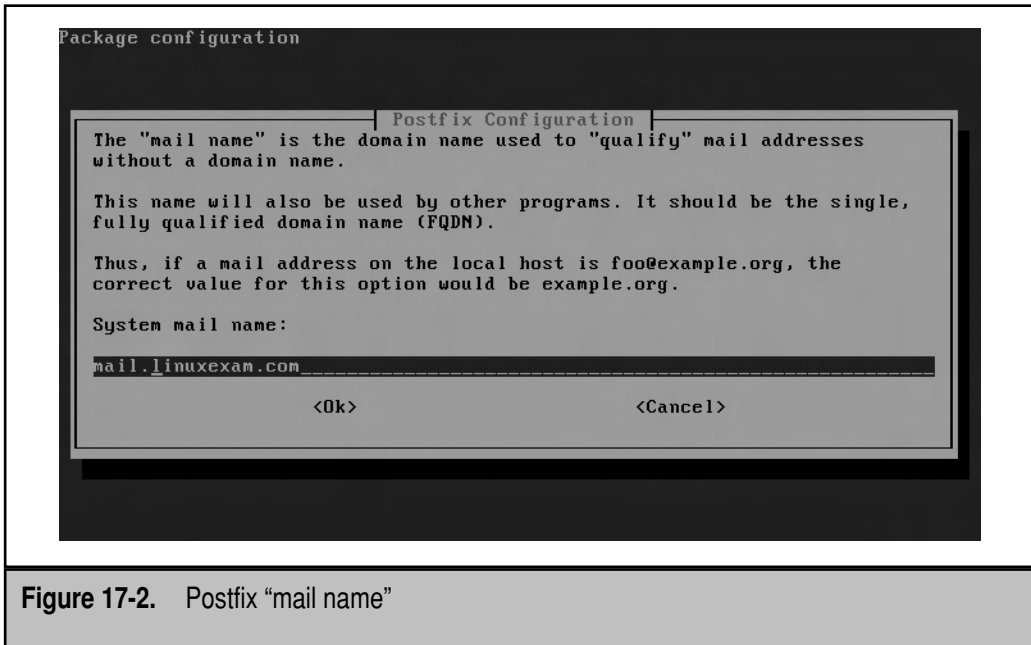 Package configuration
Postfix Configuration
The "mail name" is the domain name used to "qualify" mail addresses
without a domain name.
This name will also be used by other programs. It should be the single,
fully qualified domain name (FQDN).
Thus, if a mail address on the local host is foo@example.org, the
correct value for this option would be example.org.
System mail name:
mail.linuxexam.com
<Ok> <Cancel>
Figure 17-2. Postfix “mail name”